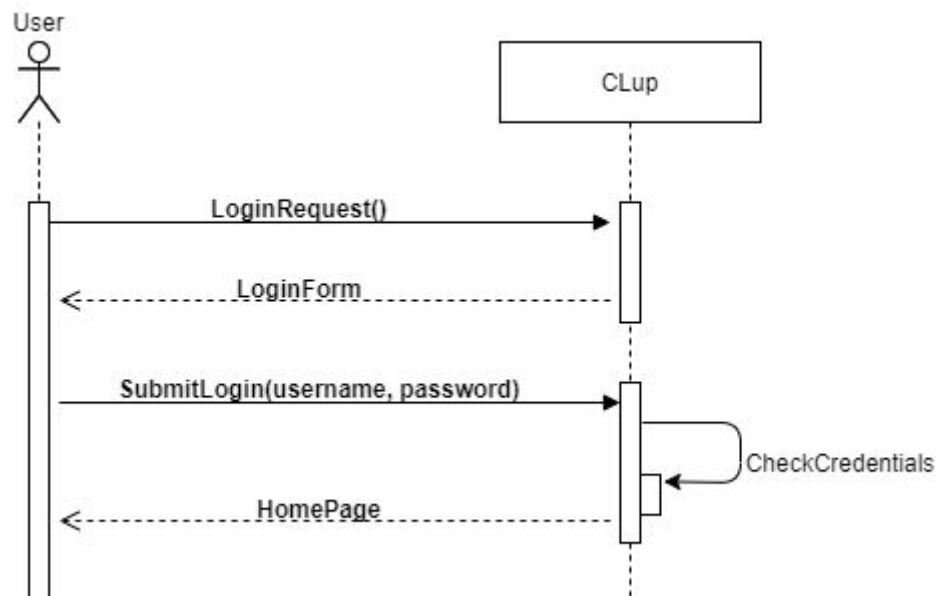 User
CLup
LoginRequest()
LoginForm
SubmitLogin(username, password)
CheckCredentials
HomePage